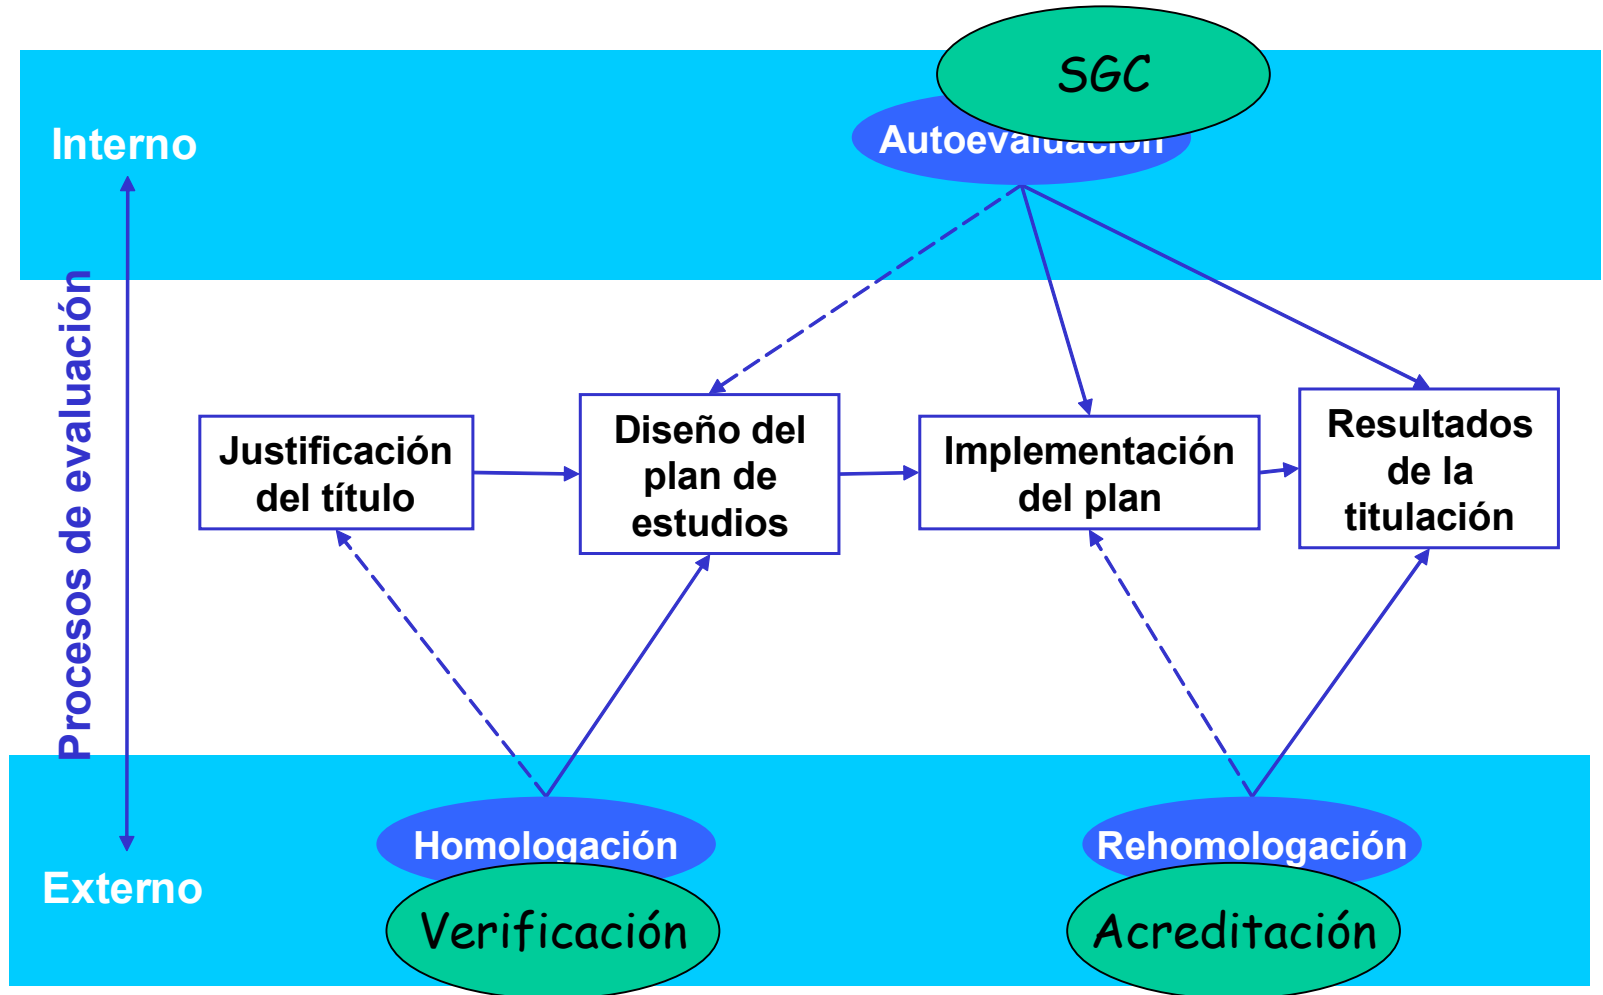 SGC
Interno
Autoevaluación
Procesos de evaluación
Justificación
del título
Diseño del
plan de
estudios
Implementación
del plan
Resultados
de la
titulación
Homologación
Rehomologación
Externo
Verificación
Acreditación